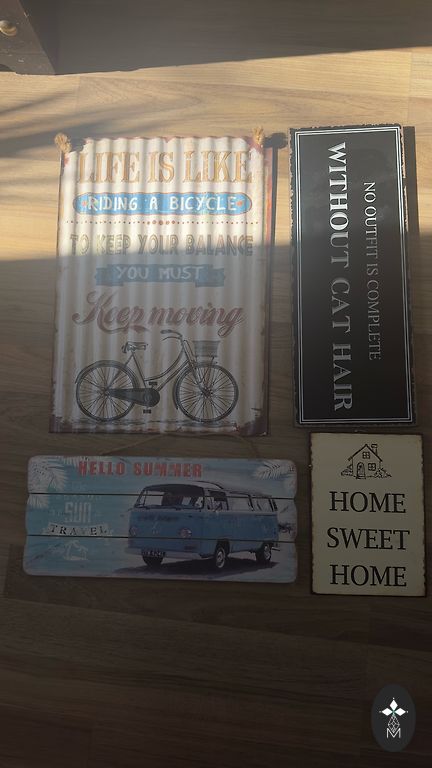 LIFE IS LIKE
RIDING A BICYCLE
TO KEEP YOUR BALANCE
YOU MUST
Keep moving
NO OUTFIT IS COMPLETE
WITHOUT CAT HAIR
HELLO SUMMER
SUN
TRAVEL
HOME
SWEET
HOME
M